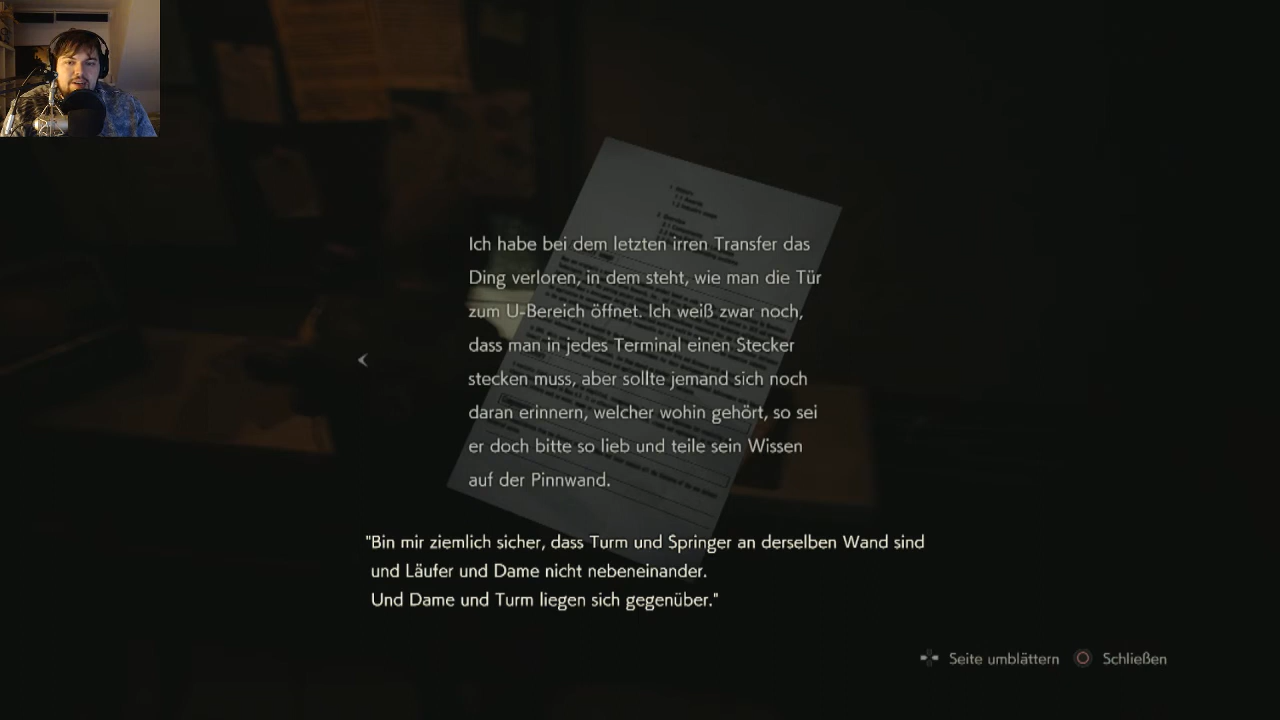 Ich habe bei dem letzten irren Transfer das
Ding verloren, in dem steht, wie man die Tür
zum U-Bereich öffnet. Ich weiß zwar noch,
dass man in jedes Terminal einen Stecker
stecken muss, aber sollte jemand sich noch
daran erinnern, welcher wohin gehört, so sei
er doch bitte so lieb und teile sein Wissen
auf der Pinnwand.
"Bin mir ziemlich sicher, dass Turm und Springer an derselben Wand sind
und Läufer und Dame nicht nebeneinander.
Und Dame und Turm liegen sich gegenüber."
Seite umblättern Schließen